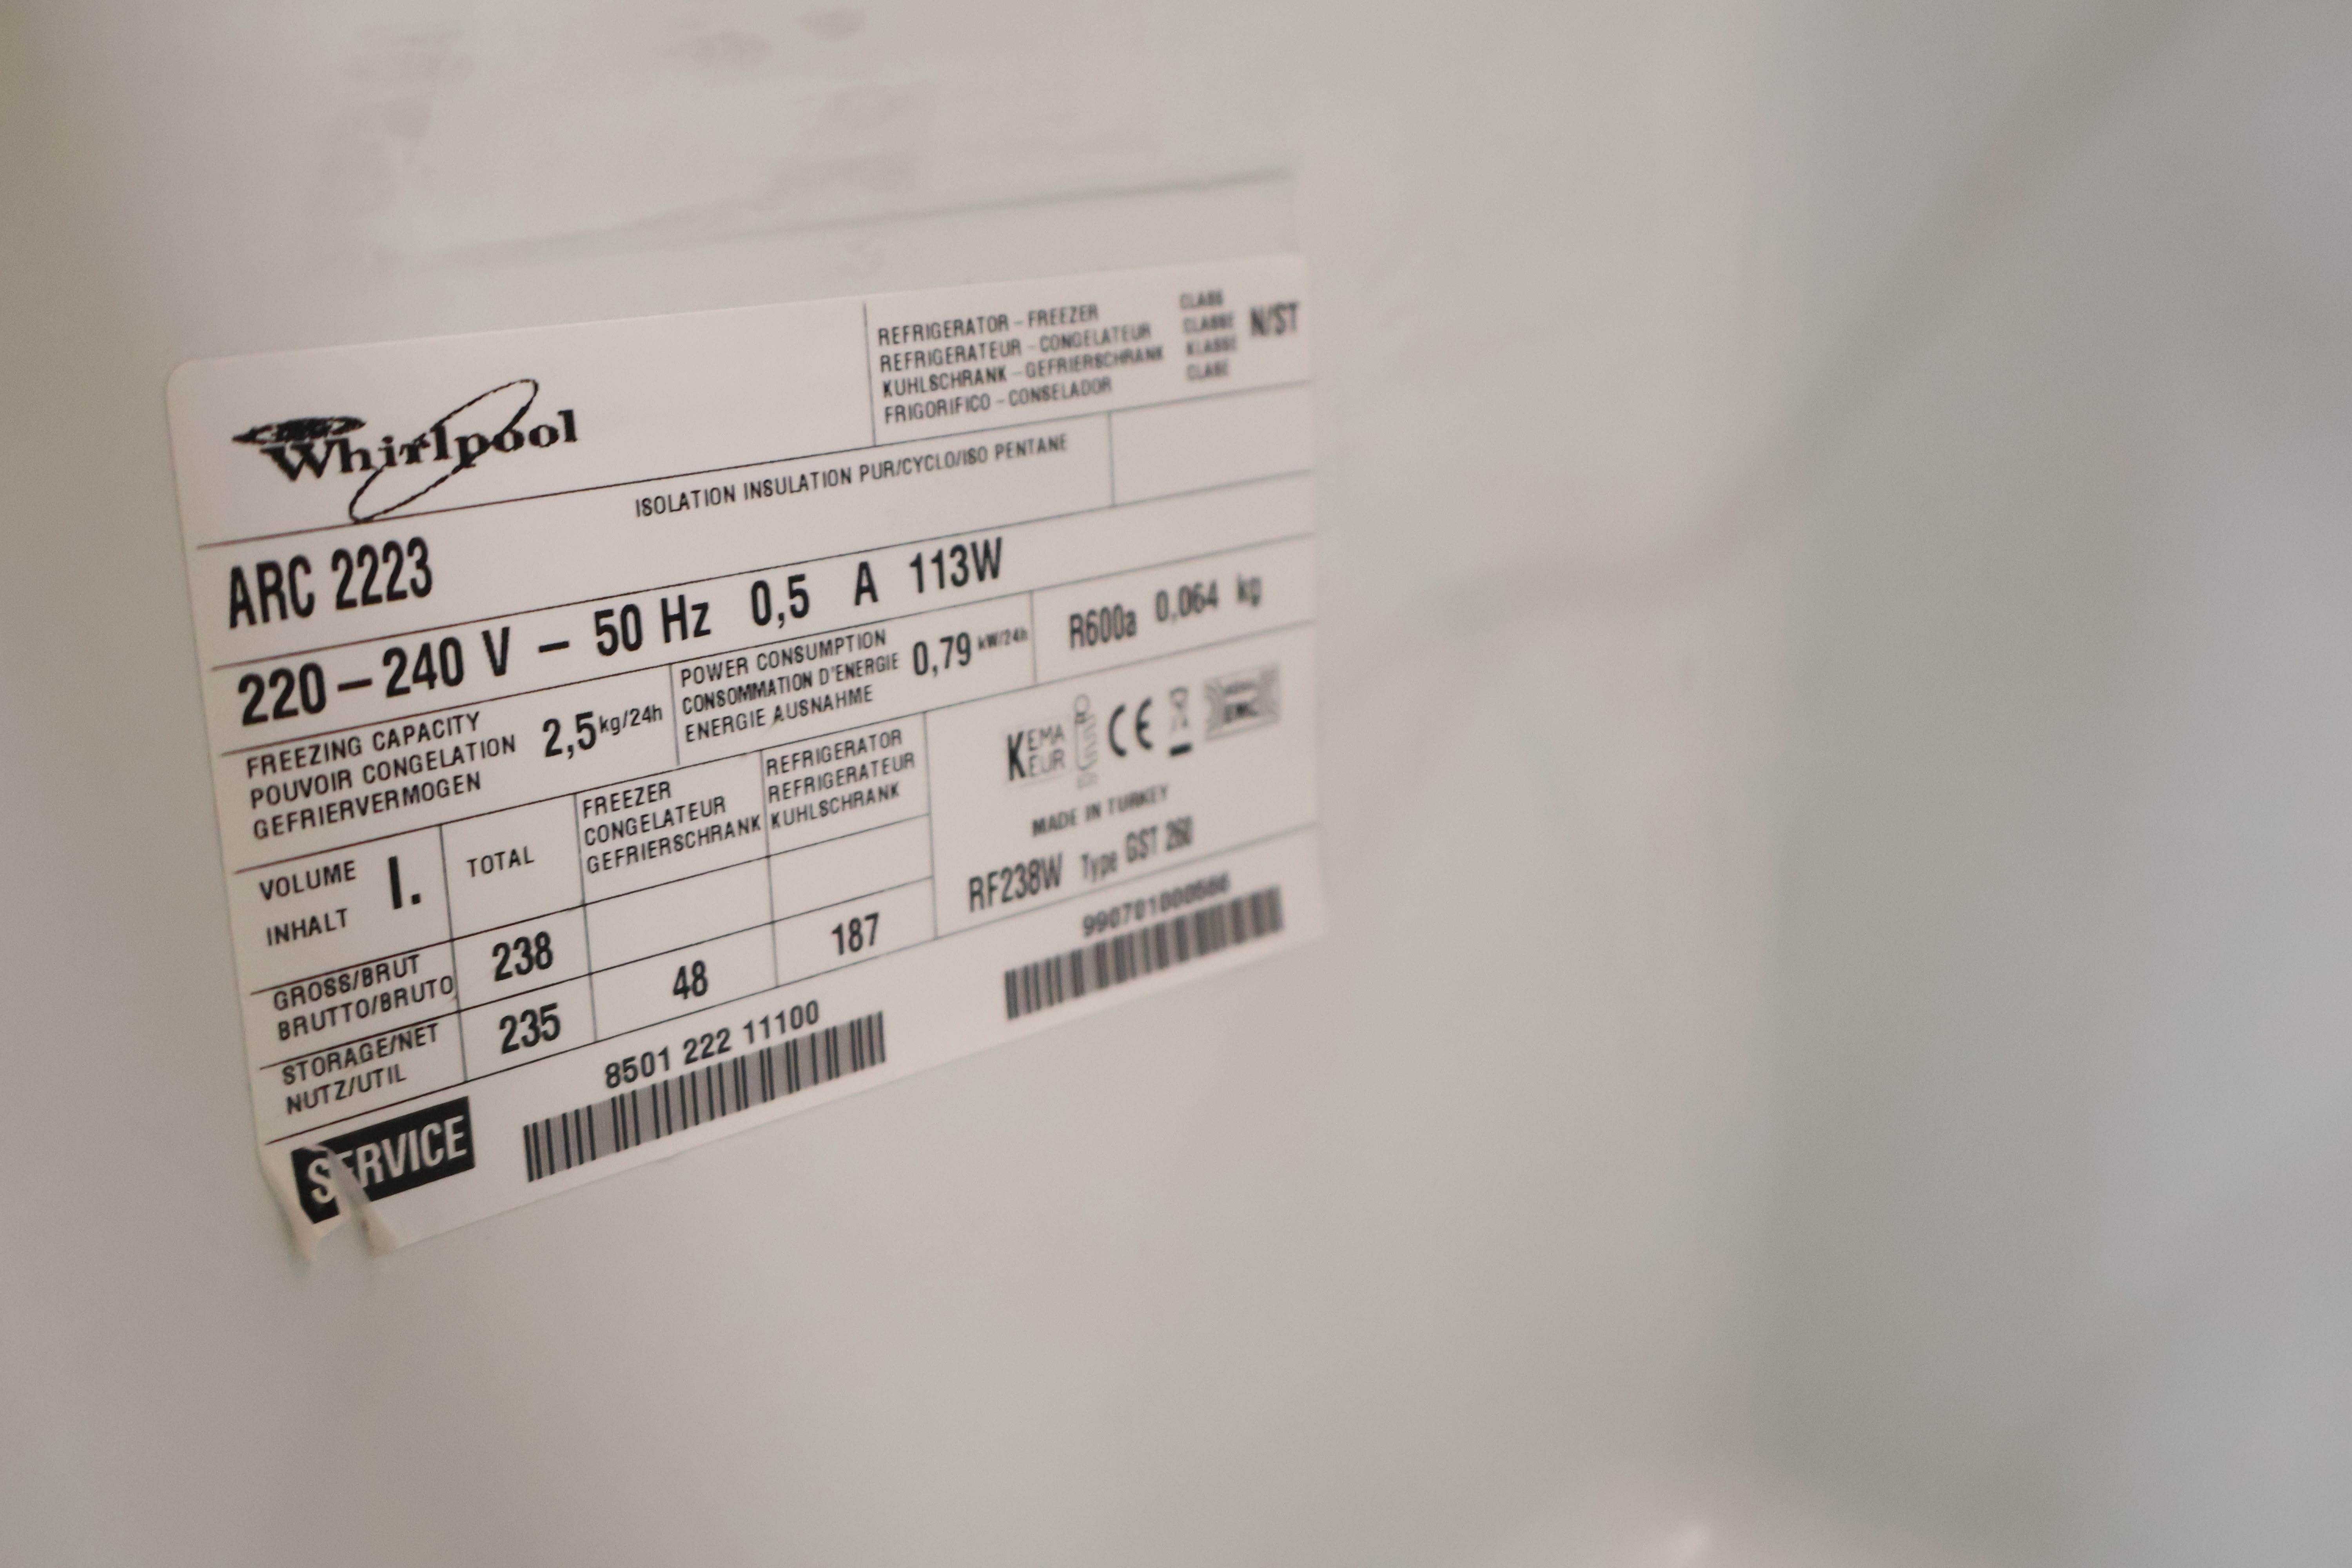 Whirlpool
REFRIGERATOR - FREEZER
REFRIGERATEUR - CONGELATEUR
KUHLSCHRANK - GEFRIERSCHRANK
FRIGORIFICO - CONSELADOR
CLASS
CLASSE
KLASSE
CLASE
N/ST
ISOLATION INSULATION PUR/CYCLO/ISO PENTANE
ARC 2223
220 – 240 V – 50 Hz 0,5 A 113W
FREEZING CAPACITY
POUVOIR CONGELATION
GEFRIERVERMOGEN
2,5 kg/24h
POWER CONSUMPTION
CONSOMMATION D'ENERGIE
ENERGIE AUSNAHME
0,79 kW/24h
R600a 0,064 kg
VOLUME
INHALT
l.
TOTAL
FREEZER
CONGELATEUR
GEFRIERSCHRANK
REFRIGERATOR
REFRIGERATEUR
KUHLSCHRANK
KEMA
EUR
CE
MADE IN TURKEY
RF238W Type GST 260
GROSS/BRUT
BRUTTO/BRUTO
238
STORAGE/NET
NUTZ/UTIL
235 48 187
SERVICE
8501 222 11100